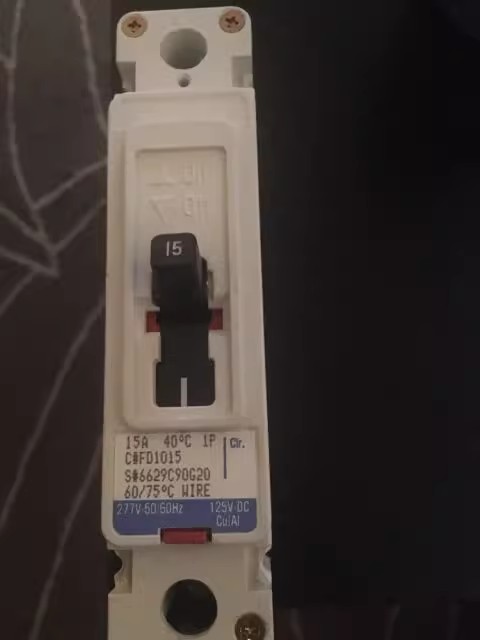 15
15A 40°C 1P Cir.
C#FD1015
S#6629C90G20
60/75°C WIRE
277V-50/60Hz 125V-DC
Cu/Al